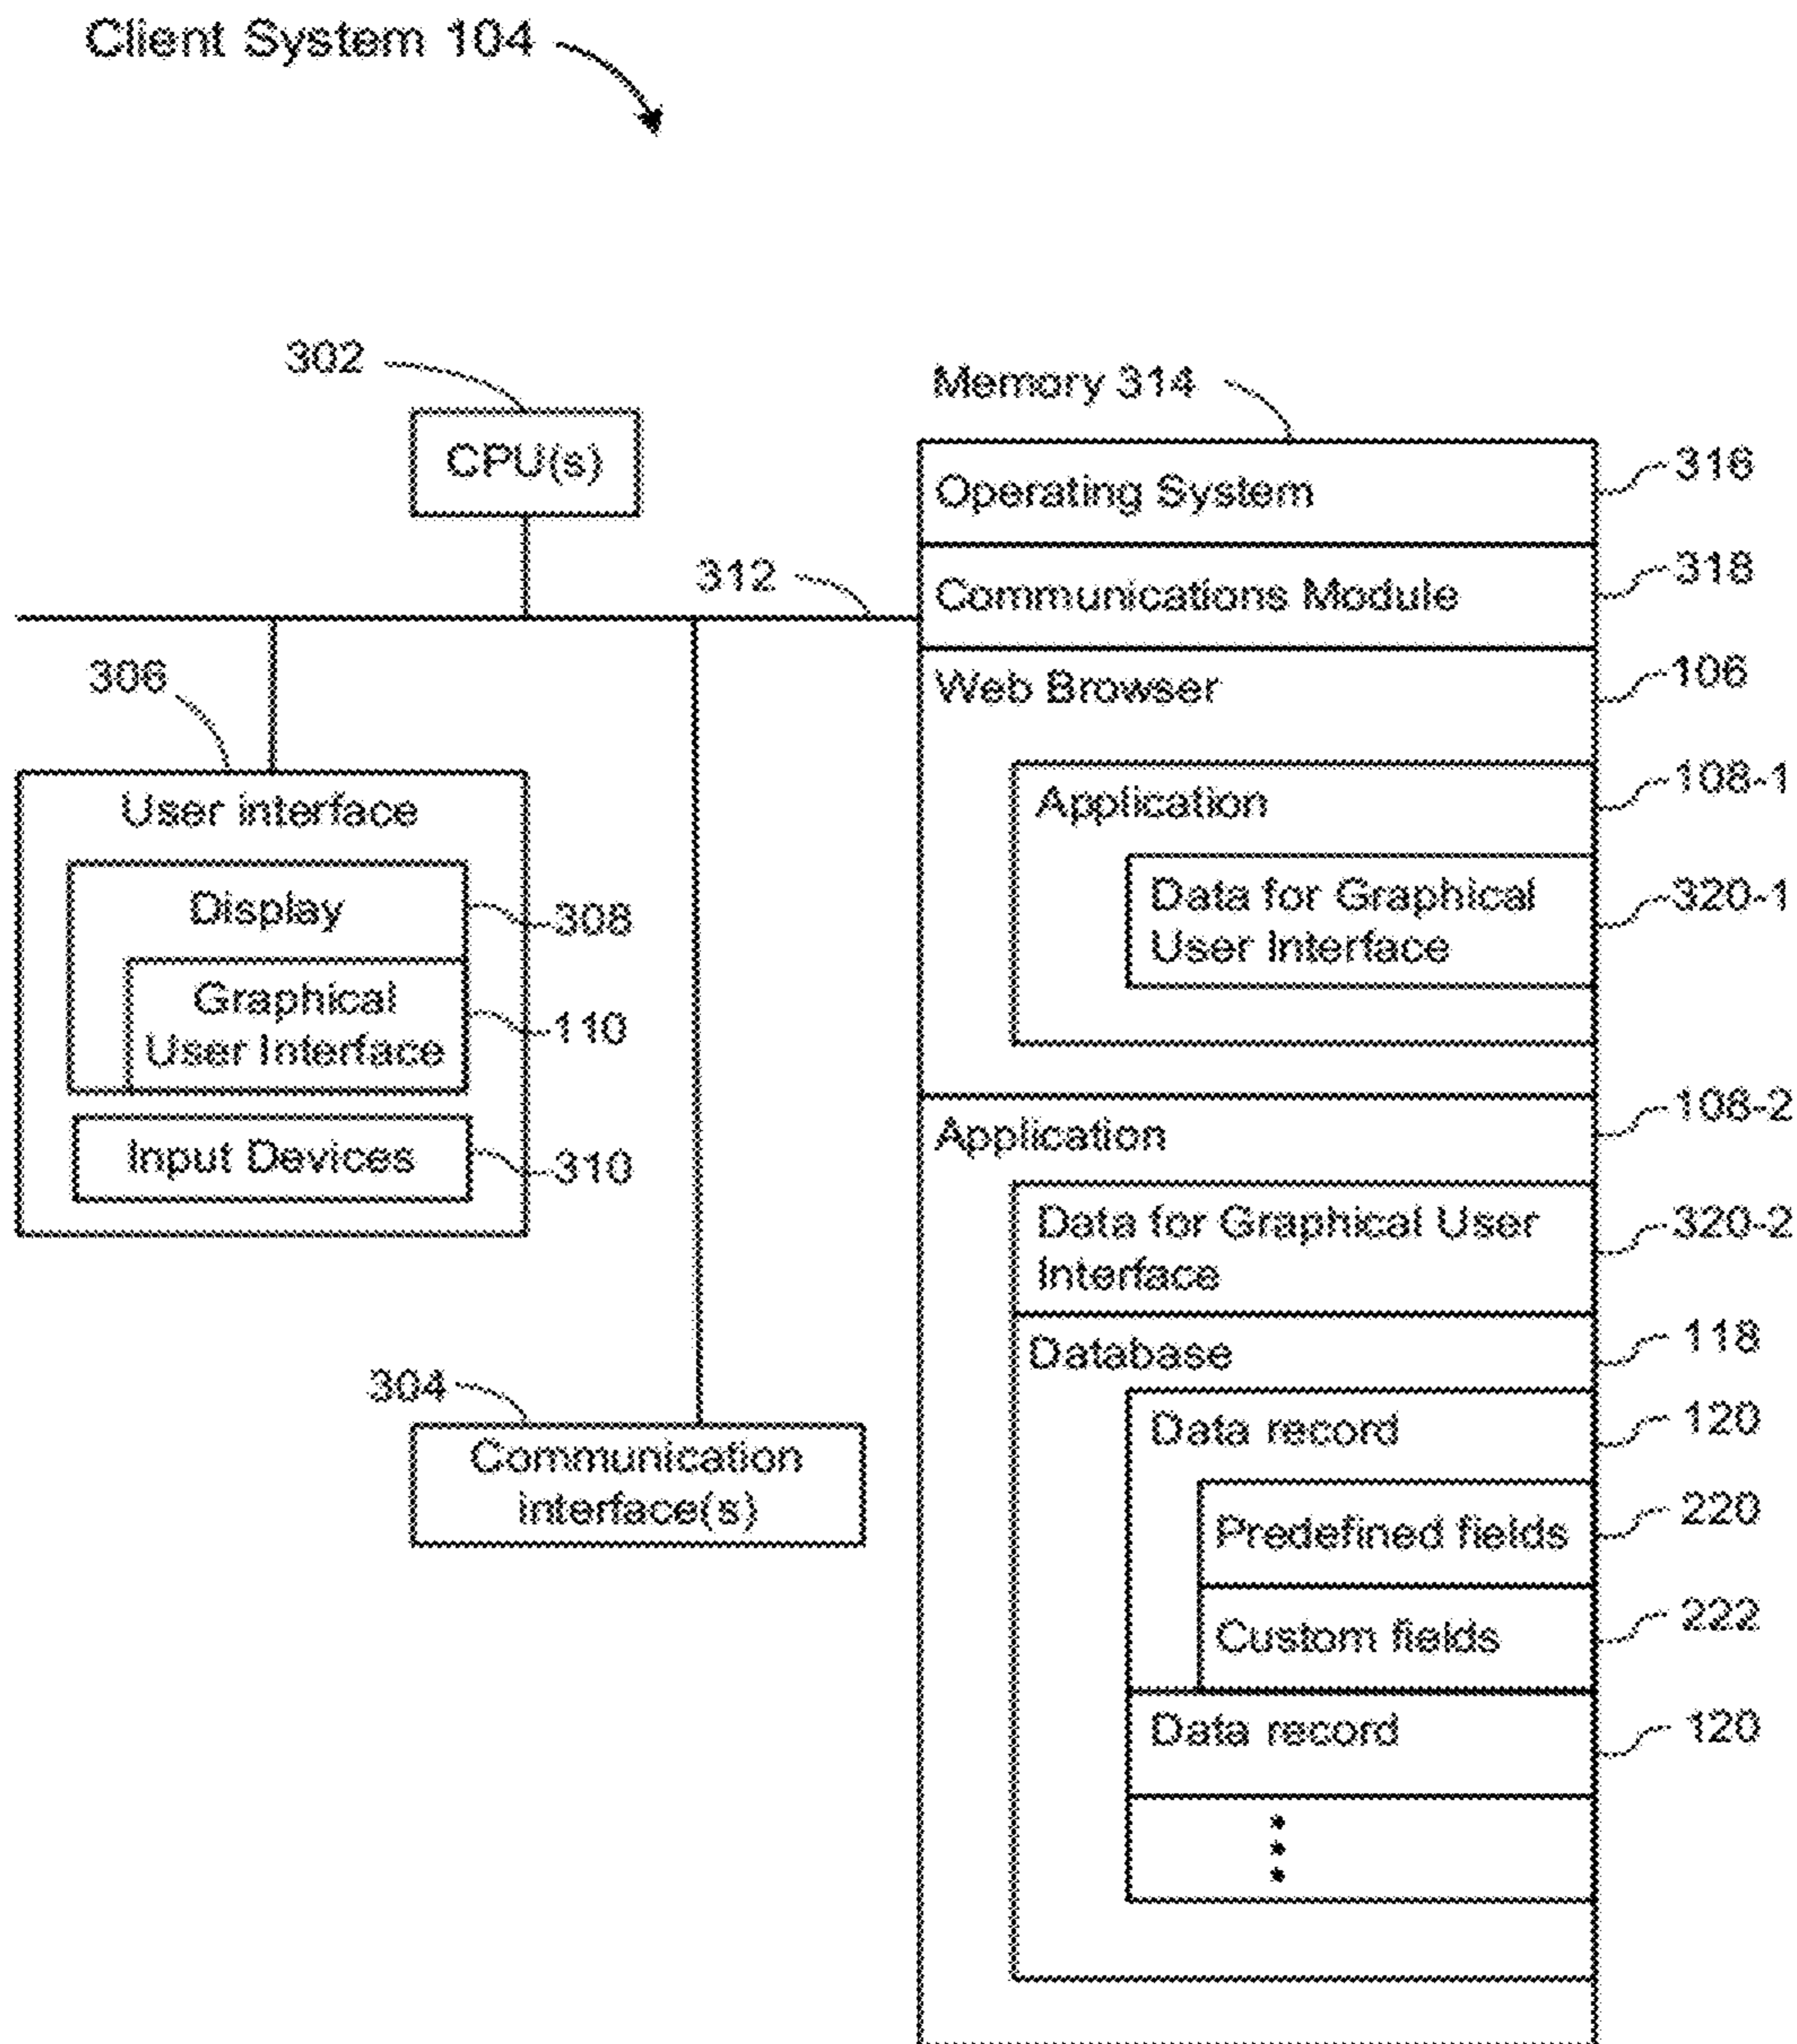 Client System 104
302
CPU(s)
312
306
User interface
Display
308
Graphical
User Interface
110
Input Devices
310
304
Communication
interface(s)
Memory 314
Operating System
316
Communications Module
318
Web Browser
106
Application
108-1
Data for Graphical
User Interface
320-1
Application
108-2
Data for Graphical User
Interface
320-2
Database
118
Data record
120
Predefined fields
220
Custom fields
222
Data record
120